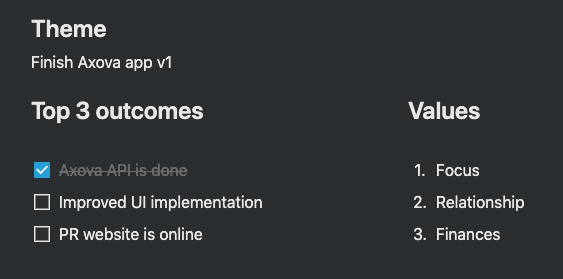 Theme
Finish Axova app v1
Top 3 outcomes
Axova API is done
Improved UI implementation
PR website is online
Values
1. Focus
2. Relationship
3. Finances